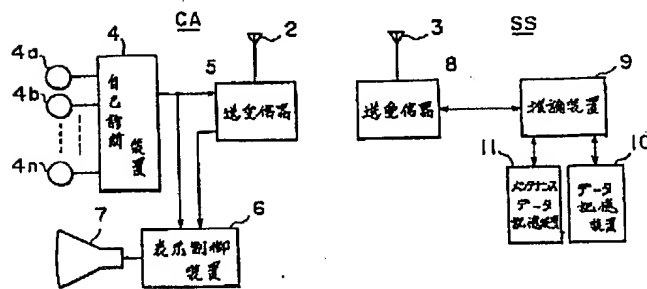 CA
SS
4a
4b
4n
4
自己診断
装置
5
2
送受信器
7
6
表示制御
装置
3
8
送受信器
9
推論装置
11
メンテナンス
データ
記憶装置
10
データ
記憶
装置